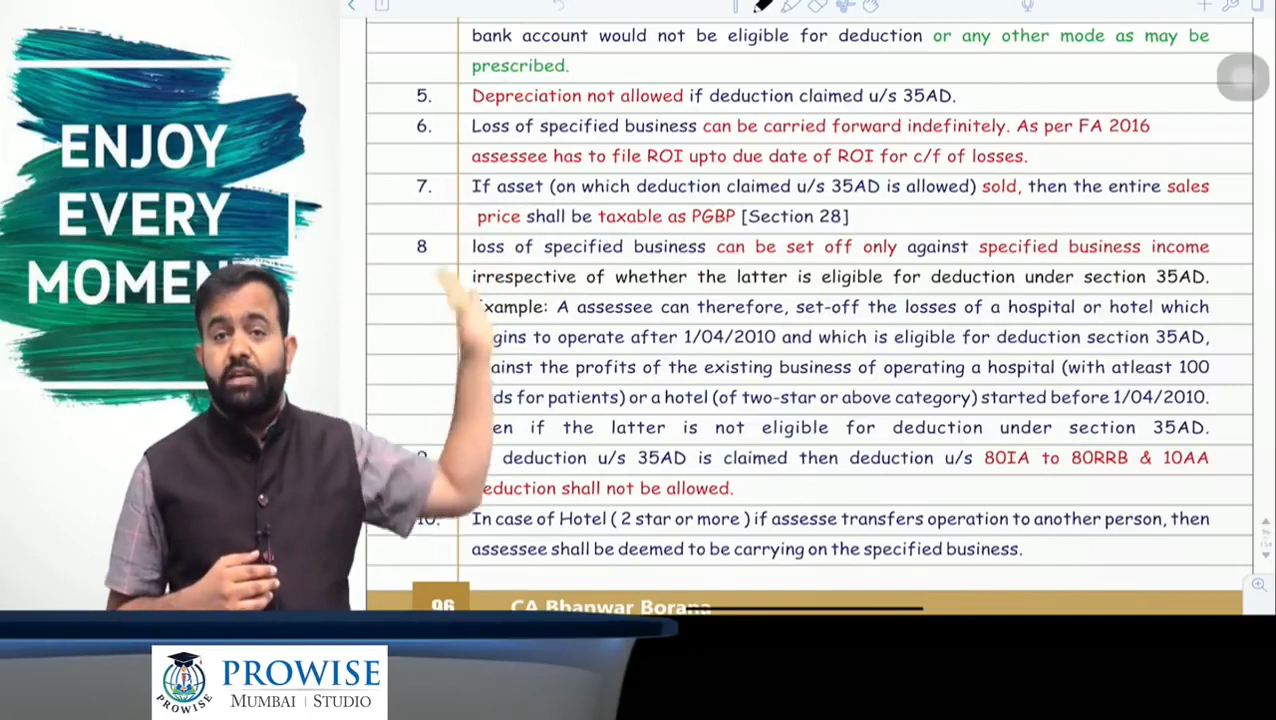 ENJOY
EVERY
MOMEN
bank account would not be eligible for deduction or any other mode as may be
prescribed.
5. Depreciation not allowed if deduction claimed u/s 35AD.
6. Loss of specified business can be carried forward indefinitely. As per FA 2016
assessee has to file ROI upto due date of ROI for c/f of losses.
7. If asset (on which deduction claimed u/s 35AD is allowed) sold, then the entire sales
price shall be taxable as PGBP [Section 28]
8 loss of specified business can be set off only against specified business income
irrespective of whether the latter is eligible for deduction under section 35AD.
xample: A assessee can therefore, set-off the losses of a hospital or hotel which
gins to operate after 1/04/2010 and which is eligible for deduction section 35AD,
ainst the profits of the existing business of operating a hospital (with atleast 100
ds for patients) or a hotel (of two-star or above category) started before 1/04/2010.
en if the latter is not eligible for deduction under section 35AD.
deduction u/s 35AD is claimed then deduction u/s 80IA to 80RRB & 10AA
eduction shall not be allowed.
10. In case of Hotel ( 2 star or more ) if assesse transfers operation to another person, then
assessee shall be deemed to be carrying on the specified business.
96 CA Bhanwar Borana
PROWISE
MUMBAI | STUDIO
PROWISE